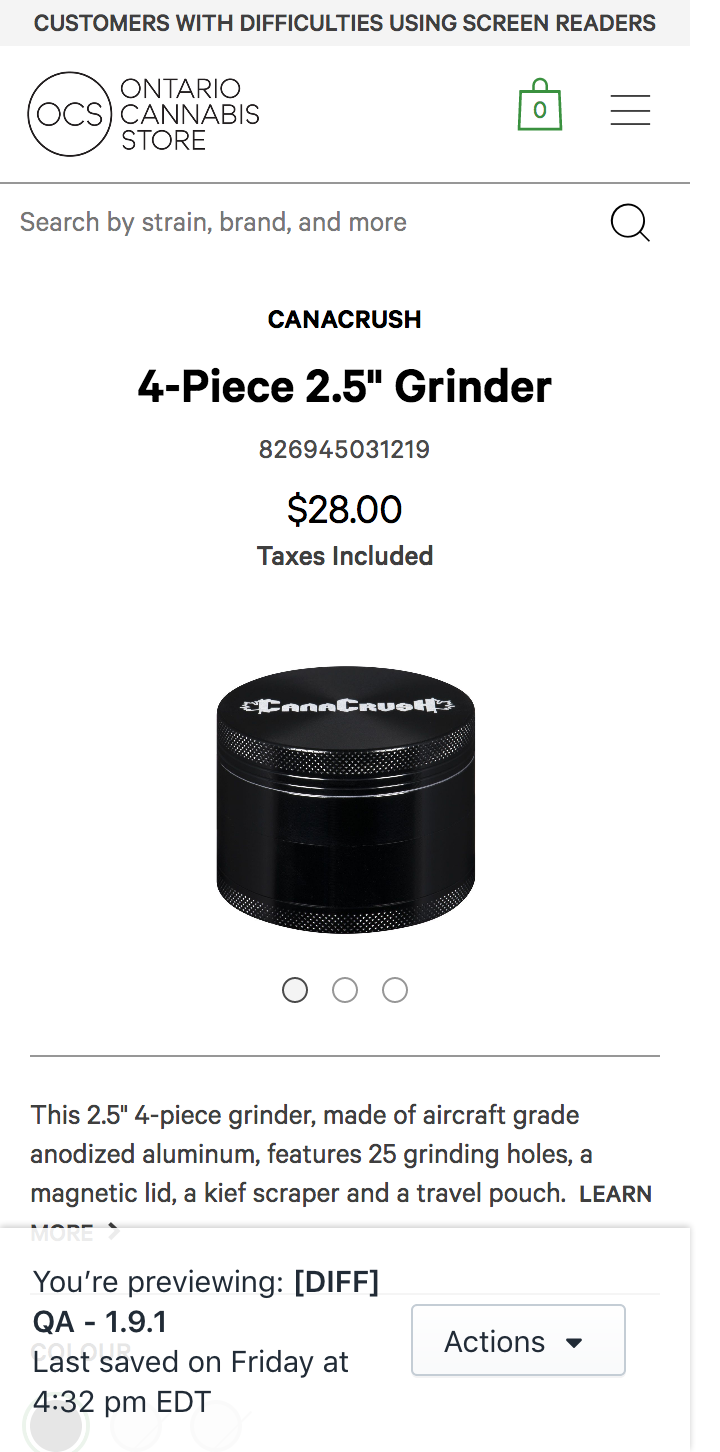 CUSTOMERS WITH DIFFICULTIES USING SCREEN READERS
OCS
ONTARIO
CANNABIS
STORE
0
Search by strain, brand, and more
CANACRUSH
4-Piece 2.5" Grinder
826945031219
$28.00
Taxes Included
CANACRUSH
This 2.5" 4-piece grinder, made of aircraft grade
anodized aluminum, features 25 grinding holes, a
magnetic lid, a kief scraper and a travel pouch. LEARN
MORE >
You’re previewing: [DIFF]
QA - 1.9.1
COLOUR
Last saved on Friday at
4:32 pm EDT
Actions